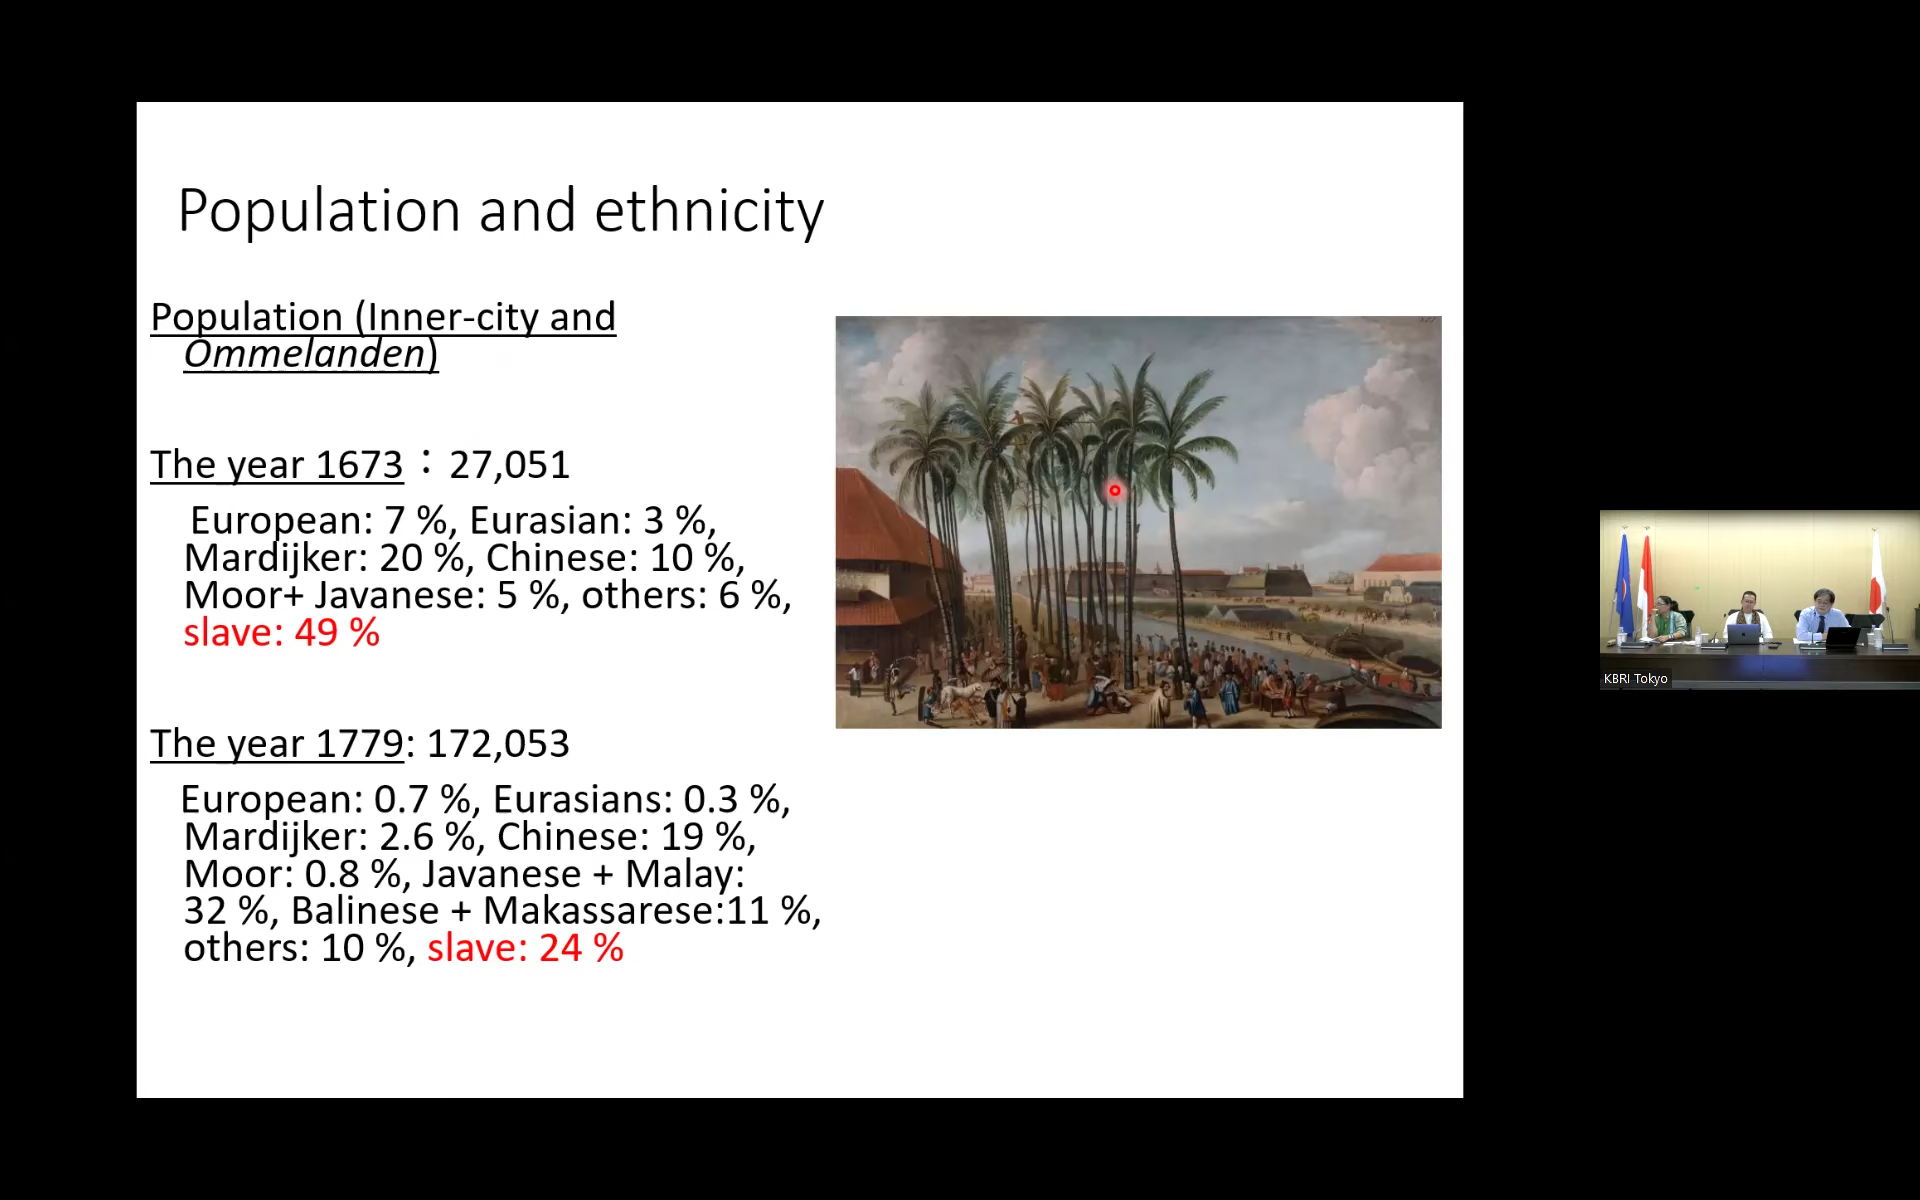 Population and ethnicity
Population (Inner-city and
Ommelanden)
The year 1673：27,051
European: 7 %, Eurasian: 3 %,
Mardijker: 20 %, Chinese: 10 %,
Moor+ Javanese: 5 %, others: 6 %,
slave: 49 %
The year 1779: 172,053
European: 0.7 %, Eurasians: 0.3 %,
Mardijker: 2.6 %, Chinese: 19 %,
Moor: 0.8 %, Javanese + Malay:
32 %, Balinese + Makassarese:11 %,
others: 10 %, slave: 24 %
KBRI Tokyo